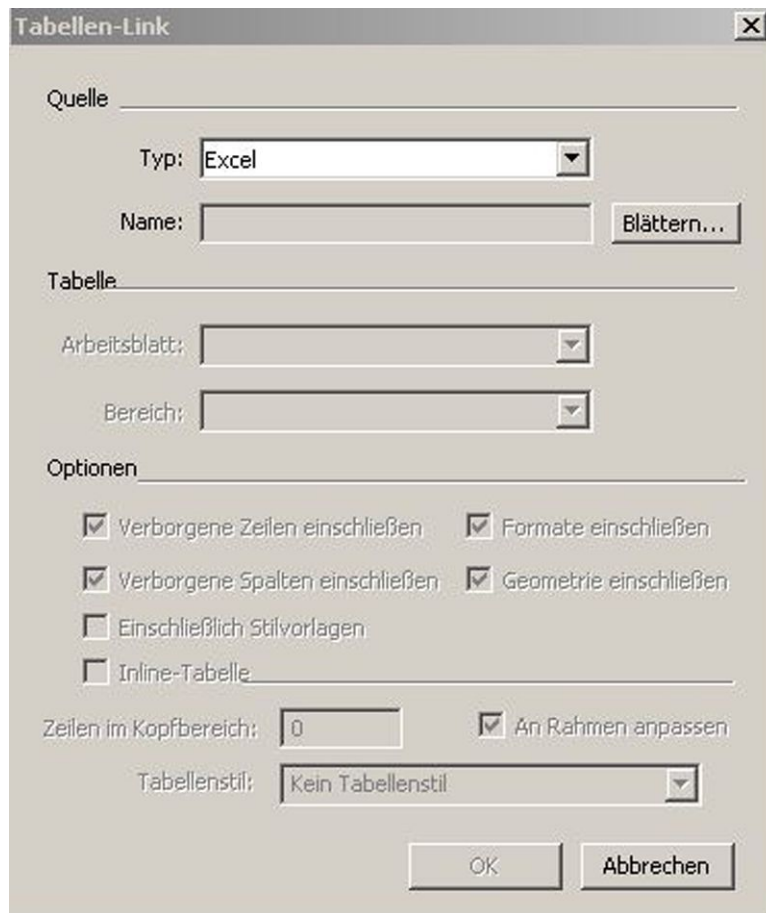 Tabellen-Link
Quelle
Typ: Excel
Name: Blättern...
Tabelle
Arbeitsblatt:
Bereich:
Optionen
Verborgene Zeilen einschließen Formate einschließen
Verborgene Spalten einschließen Geometrie einschließen
Einschließlich Stilvorlagen
Inline-Tabelle
Zeilen im Kopfbereich: 0 An Rahmen anpassen
Tabellenstil: Kein Tabellenstil
OK Abbrechen